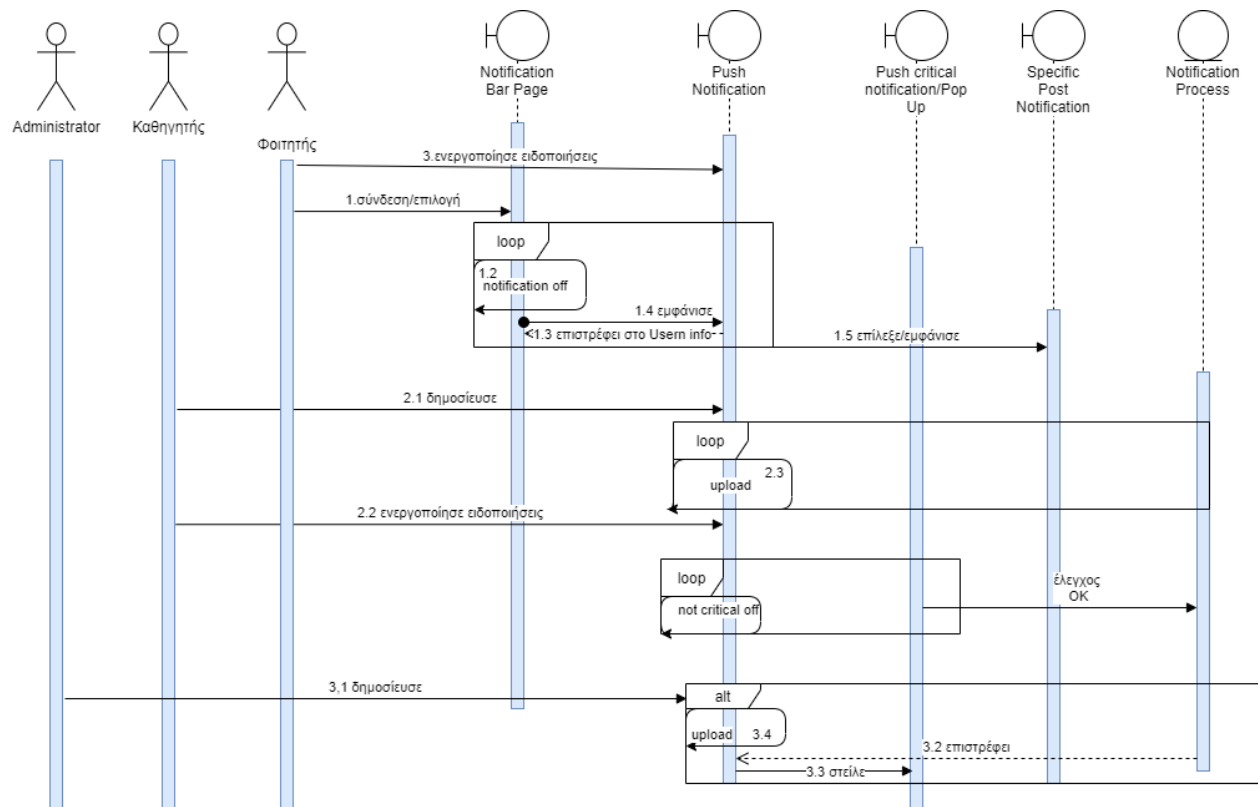 Administrator
Καθηγητής
Φοιτητής
Notification
Bar Page
Push
Notification
Push critical
notification/Pop
Up
Specific
Post
Notification
Notification
Process
3.ενεργοποίησε ειδοποιήσεις
1.σύνδεση/επιλογή
loop
1.2
notification off
1.4 εμφάνισε
1.3 επιστρέφει στο Usern info
1.5 επίλεξε/εμφάνισε
2.1 δημοσίευσε
loop
2.3
upload
2.2 ενεργοποίησε ειδοποιήσεις
loop
not critical off
έλεγχος
OK
3,1 δημοσίευσε
alt
upload 3.4
3.2 επιστρέφει
3.3 στείλε